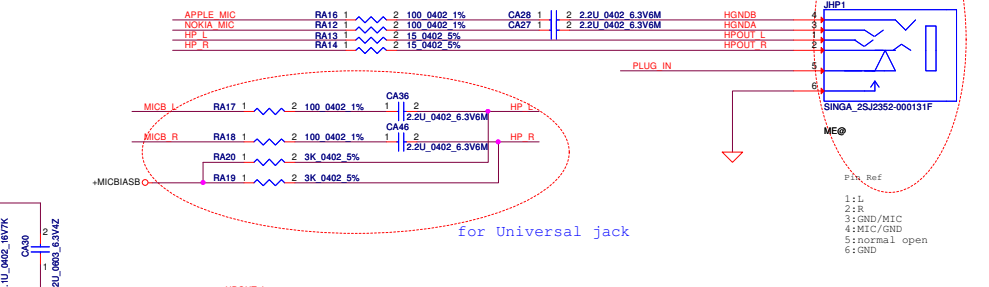 JHP1
APPLE_MIC RA16 1 2 100_0402_1% CA28 1 2 2.2U_0402_6.3V6M HGNDB 4
NOKIA_MIC RA12 1 2 100_0402_1% CA27 1 2 2.2U_0402_6.3V6M HGNDA 3
HP_L RA13 1 2 15_0402_5% HPOUT_L 1
HP_R RA14 1 2 15_0402_5% HPOUT_R 2
PLUG_IN 5
6
SINGA_2SJ2352-000131F
ME@
CA36
MICB_L RA17 1 2 100_0402_1% 1 2 HP_L
2.2U_0402_6.3V6M
CA46
MICB_R RA18 1 2 100_0402_1% 1 2 HP_R
2.2U_0402_6.3V6M
RA20 1 2 3K_0402_5%
+MICBIASB RA19 1 2 3K_0402_5%
for Universal jack
Pin Ref
1:L
2:R
3:GND/MIC
4:MIC/GND
5:normal open
6:GND
1U_0402_16V7K
CA30
2
1
2U_0603_6.3V4Z